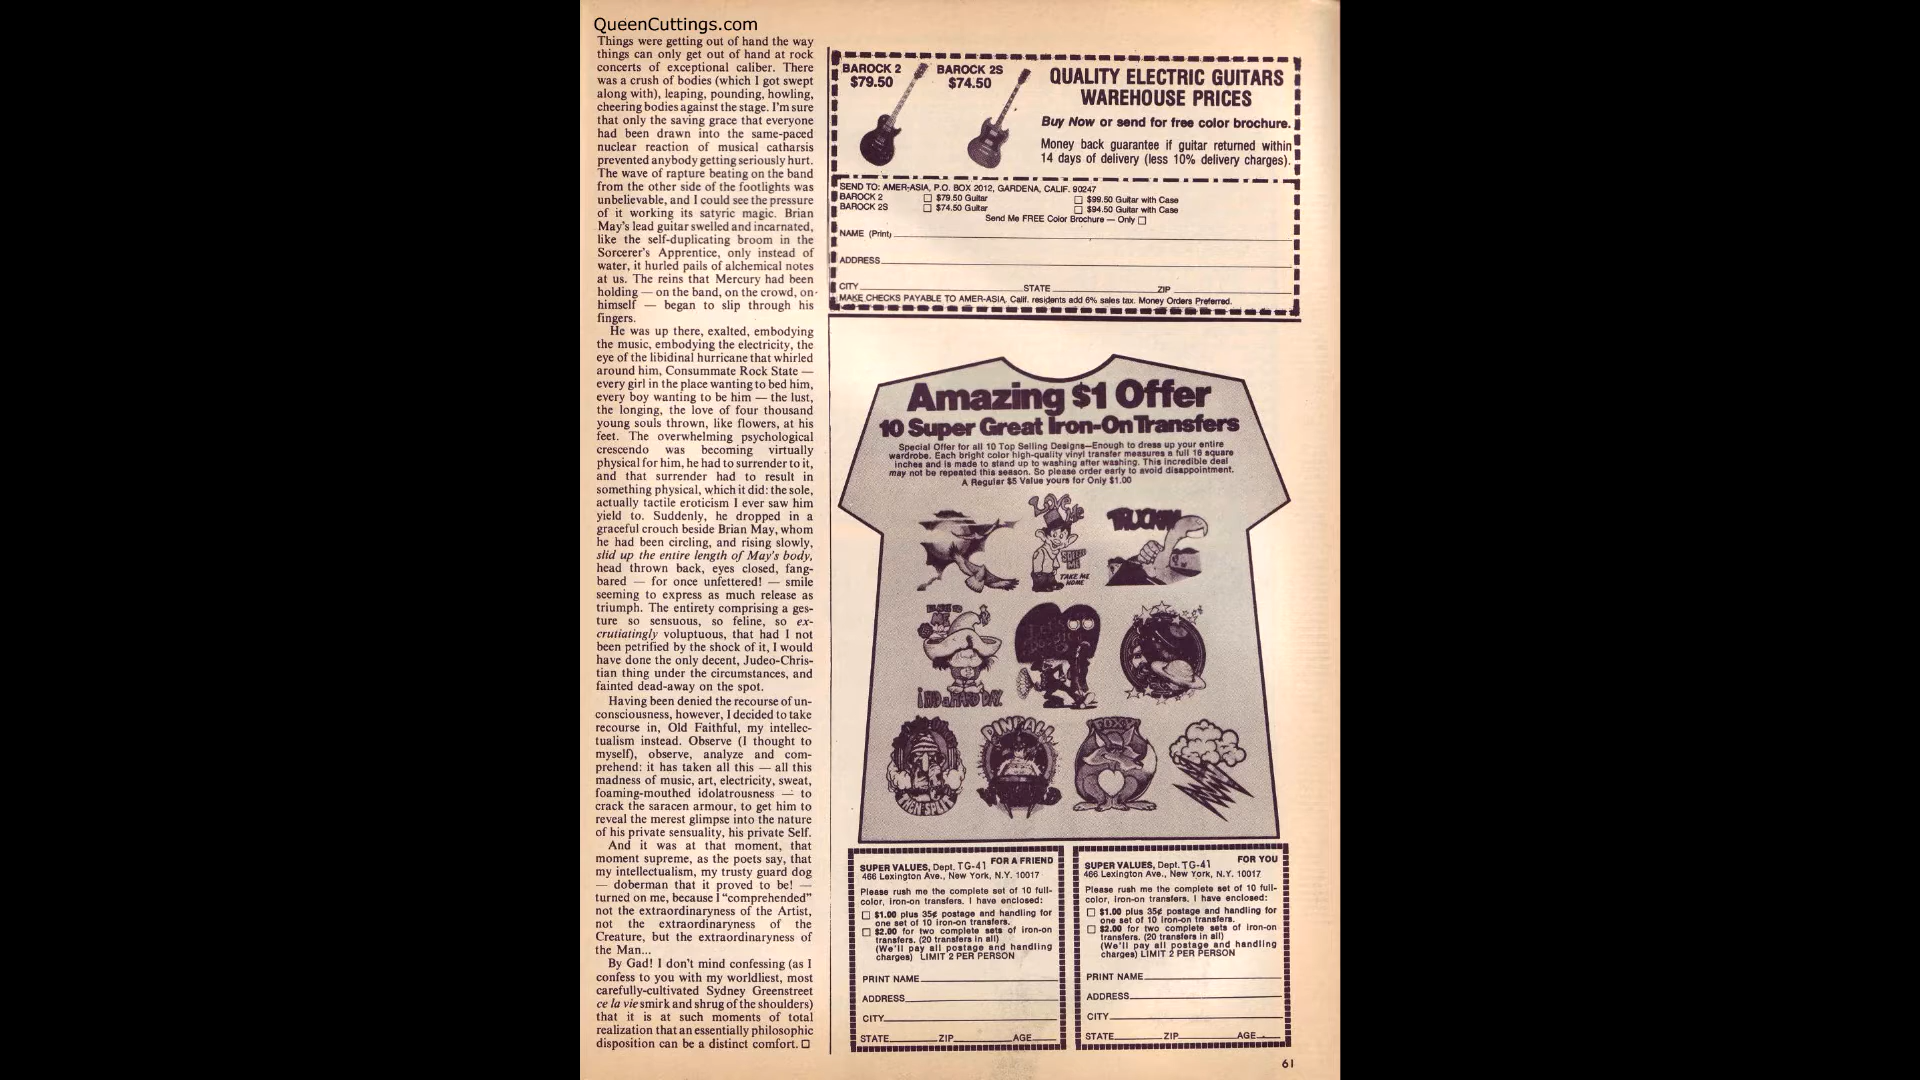 QueenCuttings.com
Things were getting out of hand the way
things can only get out of hand at rock
concerts of exceptional caliber. There
was a crush of bodies (which I got swept
along with), leaping, pounding, howling,
cheering bodies against the stage. I'm sure
that only the saving grace that everyone
had been drawn into the same-paced
nuclear reaction of musical catharsis
prevented anybody getting seriously hurt.
The wave of rapture beating on the band
from the other side of the footlights was
unbelievable, and I could see the pressure
of it working its satyric magic. Brian
May's lead guitar swelled and incarnated,
like the self-duplicating broom in the
Sorcerer's Apprentice, only instead of
water, it hurled pails of alchemical notes
at us. The reins that Mercury had been
holding — on the band, on the crowd, on
himself — began to slip through his
fingers.
He was up there, exalted, embodying
the music, embodying the electricity, the
eye of the libidinal hurricane that whirled
around him, Consummate Rock State —
every girl in the place wanting to bed him,
every boy wanting to be him — the lust,
the longing, the love of four thousand
young souls thrown, like flowers, at his
feet. The overwhelming psychological
crescendo was becoming virtually
physical for him, he had to surrender to it,
and that surrender had to result in
something physical, which it did: the sole,
actually tactile eroticism I ever saw him
yield to. Suddenly, he dropped in a
graceful crouch beside Brian May, whom
he had been circling, and rising slowly,
slid up the entire length of May's body,
head thrown back, eyes closed, fang-
bared — for once unfettered! — smile
seeming to express as much release as
triumph. The entirety comprising a ges-
ture so sensuous, so feline, so ex-
crutiatingly voluptuous, that had I not
been petrified by the shock of it, I would
have done the only decent, Judeo-Chris-
tian thing under the circumstances, and
fainted dead-away on the spot.
Having been denied the recourse of un-
consciousness, however, I decided to take
recourse in, Old Faithful, my intellec-
tualism instead. Observe (I thought to
myself), observe, analyze and com-
prehend: it has taken all this — all this
madness of music, art, electricity, sweat,
foaming-mouthed idolatrousness — to
crack the saracen armour, to get him to
reveal the merest glimpse into the nature
of his private sensuality, his private Self.
And it was at that moment, that
moment supreme, as the poets say, that
my intellectualism, my trusty guard dog
— doberman that it proved to be! —
turned on me, because I "comprehended"
not the extraordinaryness of the Artist,
not the extraordinaryness of the
Creature, but the extraordinaryness of
the Man...
By Gad! I don't mind confessing (as I
confess to you with my worldliest, most
carefully-cultivated Sydney Greenstreet
ce la vie smirk and shrug of the shoulders)
that it is at such moments of total
realization that an essentially philosophic
disposition can be a distinct comfort.
BAROCK 2
$79.50
BAROCK 2S
$74.50
QUALITY ELECTRIC GUITARS
WAREHOUSE PRICES
Buy Now or send for free color brochure.
Money back guarantee if guitar returned within
14 days of delivery (less 10% delivery charges).
SEND TO: AMER-ASIA, P.O. BOX 2012, GARDENA, CALIF. 90247
BAROCK 2 $79.50 Guitar $99.50 Guitar with Case
BAROCK 2S $74.50 Guitar $94.50 Guitar with Case
Send Me FREE Color Brochure — Only
NAME (Print)
ADDRESS
CITY STATE ZIP
MAKE CHECKS PAYABLE TO AMER-ASIA, Calif. residents add 6% sales tax. Money Orders Preferred.
Amazing $1 Offer
10 Super Great Iron-On Transfers
Special Offer for all 10 Top Selling Designs—Enough to dress up your entire
wardrobe. Each bright color high-quality vinyl transfer measures a full 16 square
inches and is made to stand up to washing after washing. This incredible deal
may not be repeated this season. So please order early to avoid disappointment.
A Regular $5 Value yours for Only $1.00
LOVE ME
TAKE ME
HOME
TRUCKIN'
ME
I HAD A HARD DAY.
PINBALL
FOXY
THEN SPLIT
SUPER VALUES, Dept. TG-41 FOR A FRIEND
466 Lexington Ave., New York, N.Y. 10017
Please rush me the complete set of 10 full-
color, iron-on transfers. I have enclosed:
$1.00 plus 35¢ postage and handling for
one set of 10 iron-on transfers.
$2.00 for two complete sets of iron-on
transfers. (20 transfers in all)
(We'll pay all postage and handling
charges) LIMIT 2 PER PERSON
PRINT NAME
ADDRESS
CITY
STATE ZIP AGE
SUPER VALUES, Dept. TG-41 FOR YOU
466 Lexington Ave., New York, N.Y. 10017
Please rush me the complete set of 10 full-
color, iron-on transfers. I have enclosed:
$1.00 plus 35¢ postage and handling for
one set of 10 iron-on transfers.
$2.00 for two complete sets of iron-on
transfers. (20 transfers in all)
(We'll pay all postage and handling
charges) LIMIT 2 PER PERSON
PRINT NAME
ADDRESS
CITY
STATE ZIP AGE
61